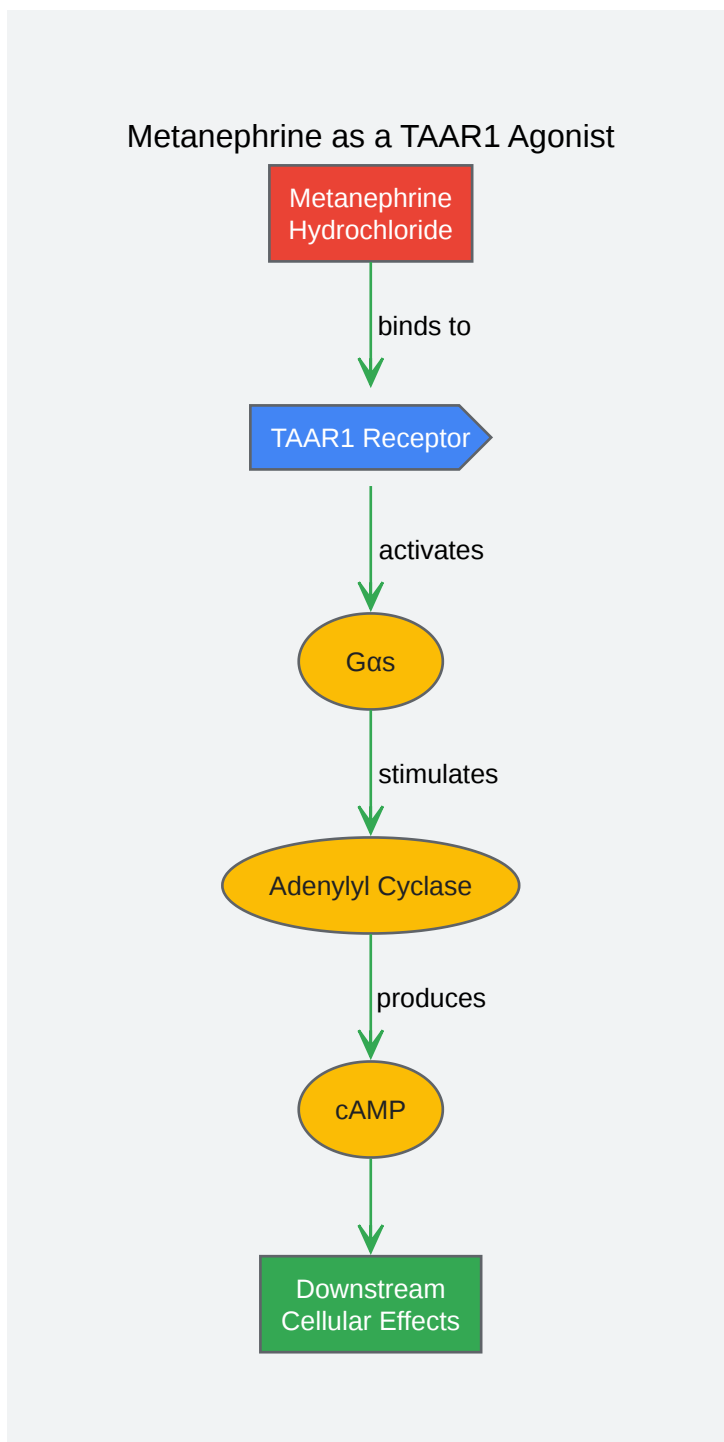 Metanephrine as a TAAR1 Agonist
Metanephrine
Hydrochloride
binds to
TAAR1 Receptor
activates
Gαs
stimulates
Adenylyl Cyclase
produces
cAMP
Downstream
Cellular Effects